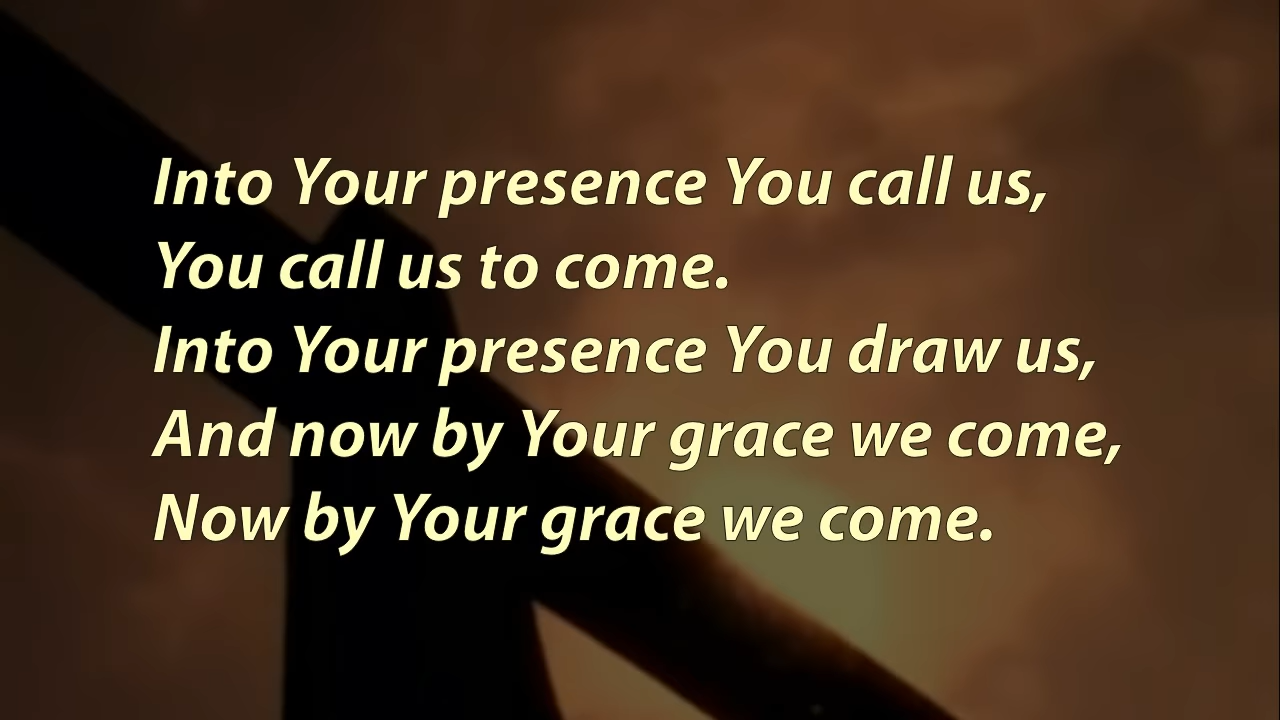 Into Your presence You call us,
You call us to come.
Into Your presence You draw us,
And now by Your grace we come,
Now by Your grace we come.